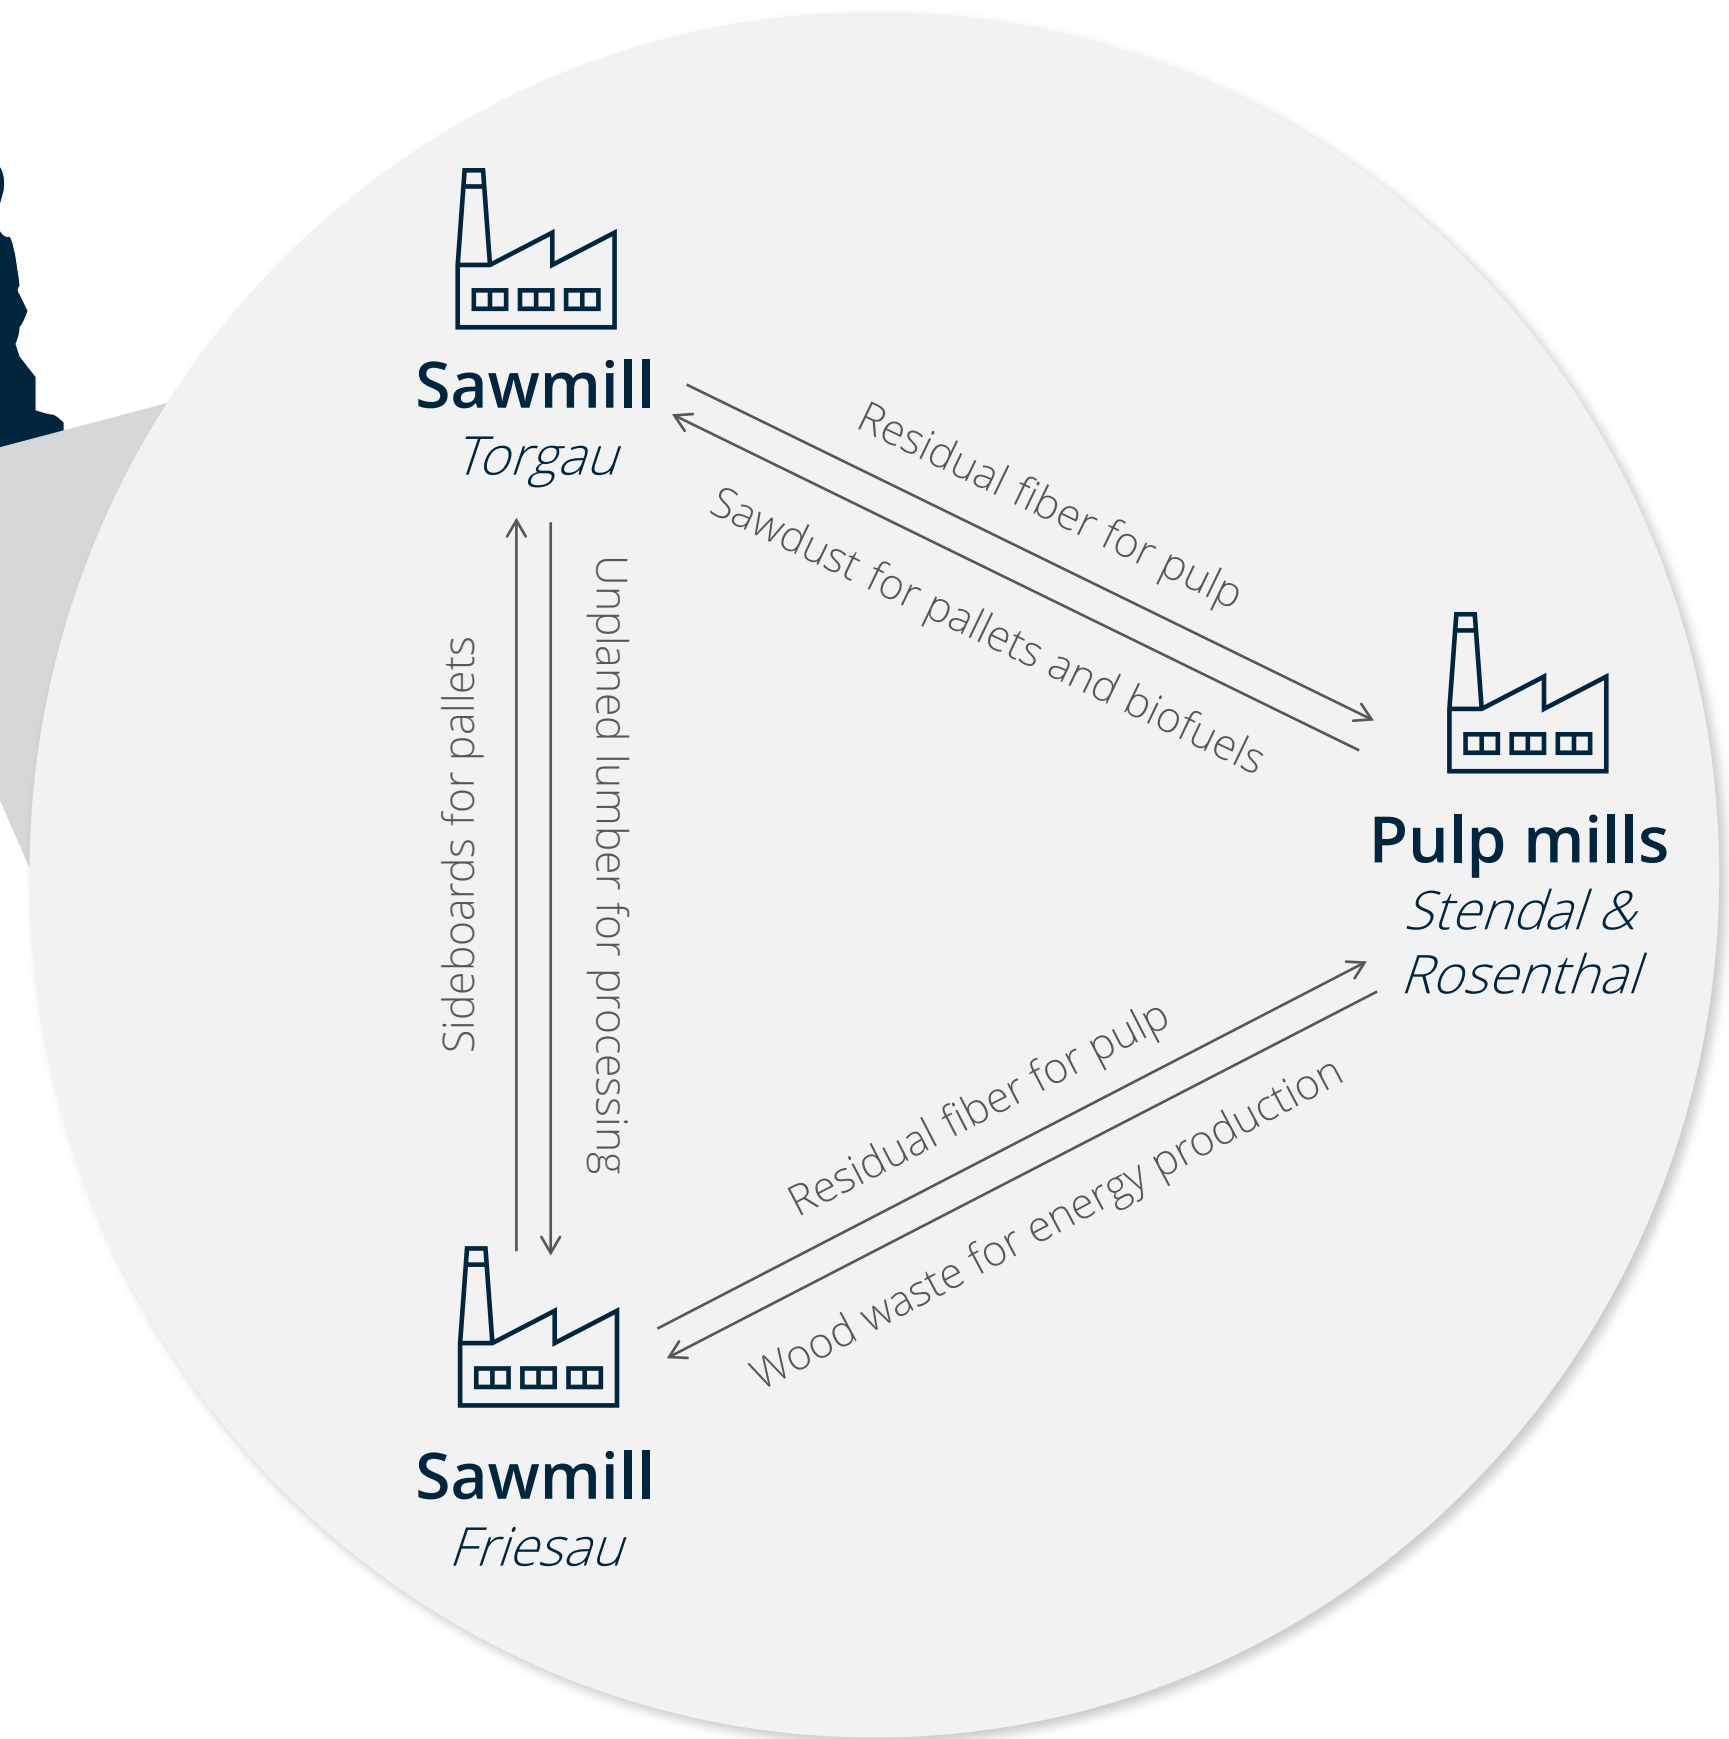 Sawmill
Torgau
Residual fiber for pulp
Sawdust for pallets and biofuels
Sideboards for pallets
Unplaned lumber for processing
Pulp mills
Stendal &
Rosenthal
Residual fiber for pulp
Wood waste for energy production
Sawmill
Friesau